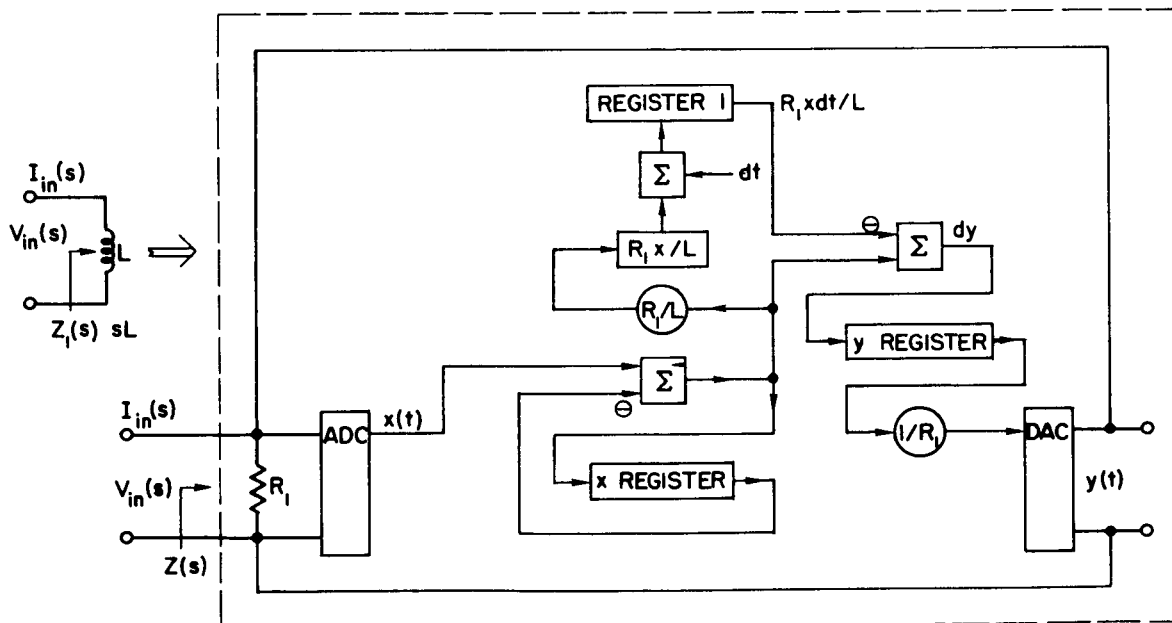 REGISTER 1
R₁xdt/L
Σ
dt
R₁x/L
R₁/L
I_in(s)
V_in(s)
L
Z₁(s) sL
⊖
Σ
dy
y REGISTER
1/R₁
DAC
y(t)
Σ
⊖
x REGISTER
I_in(s)
ADC
x(t)
V_in(s)
R₁
Z(s)